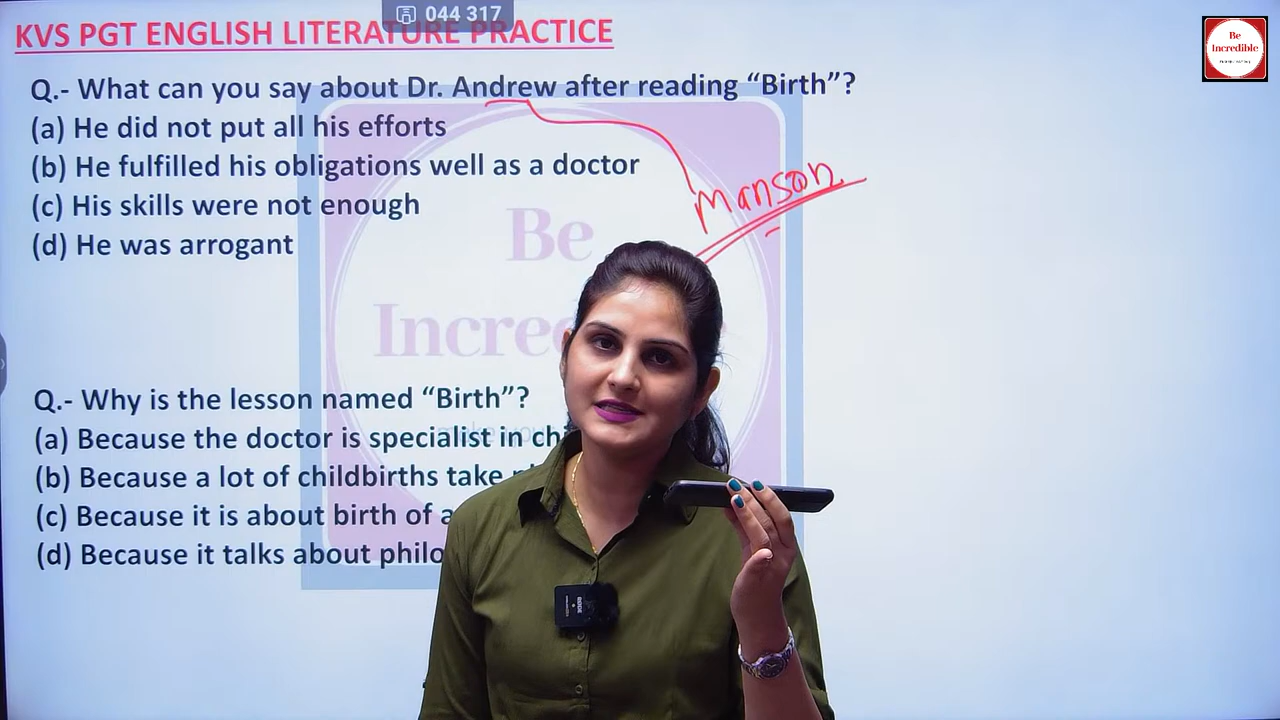 044 317
KVS PGT ENGLISH LITERATURE PRACTICE
Be
Incredible
Q.- What can you say about Dr. Andrew after reading “Birth”?
(a) He did not put all his efforts
(b) He fulfilled his obligations well as a doctor
Manson
(c) His skills were not enough
(d) He was arrogant
Be
Incre
Q.- Why is the lesson named “Birth”?
(a) Because the doctor is specialist in
(b) Because a lot of childbirths take
(c) Because it is about birth of a
(d) Because it talks about